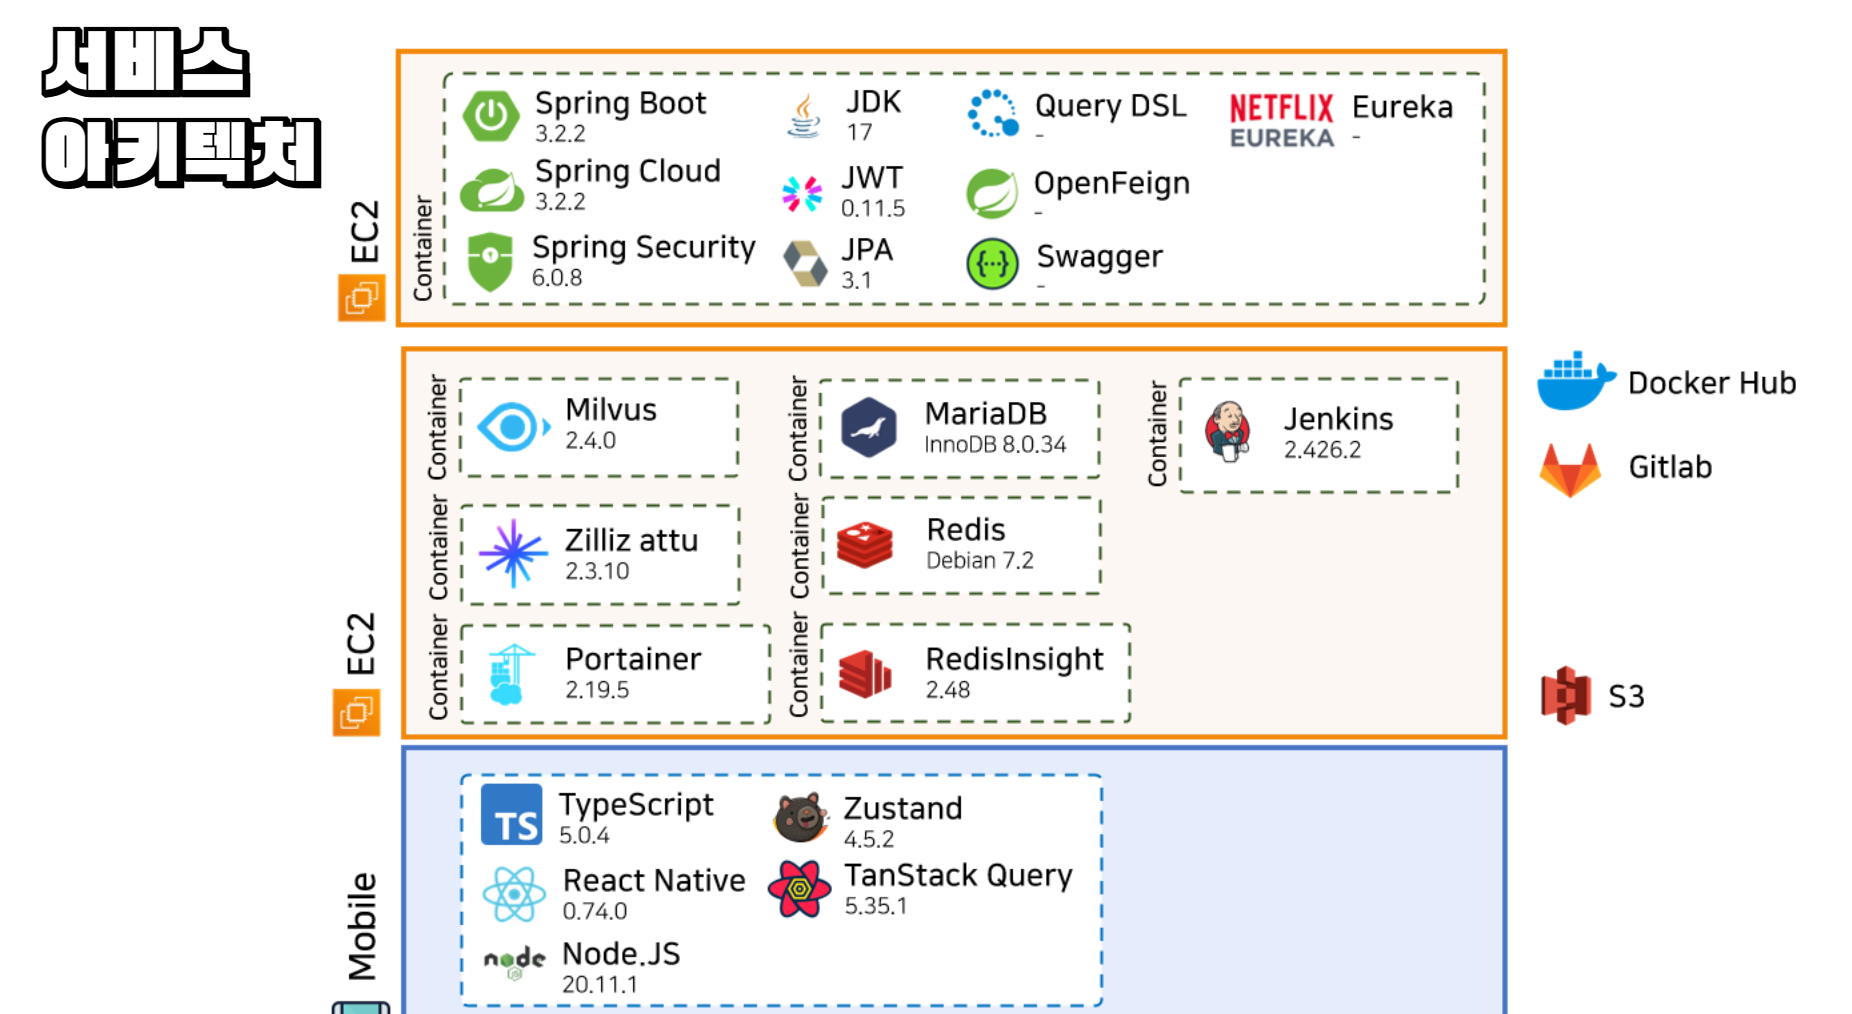 서비스
아키텍처
EC2
Container
Spring Boot
3.2.2
Spring Cloud
3.2.2
Spring Security
6.0.8
JDK
17
JWT
0.11.5
JPA
3.1
Query DSL
-
OpenFeign
-
Swagger
-
NETFLIX
EUREKA
Eureka
-
EC2
Container
Milvus
2.4.0
Container
MariaDB
InnoDB 8.0.34
Container
Jenkins
2.426.2
Container
Zilliz attu
2.3.10
Container
Redis
Debian 7.2
Container
Portainer
2.19.5
Container
RedisInsight
2.48
Docker Hub
Gitlab
S3
Mobile
TS
TypeScript
5.0.4
React Native
0.74.0
node
JS
Node.JS
20.11.1
Zustand
4.5.2
TanStack Query
5.35.1